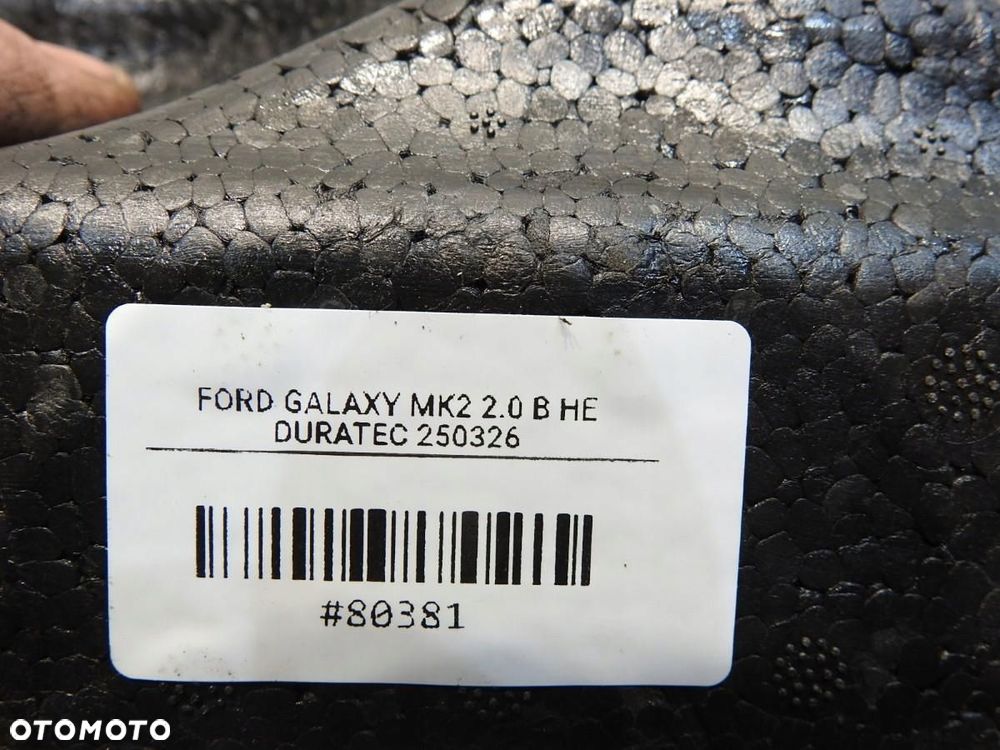 FORD GALAXY MK2 2.0 B HE
DURATEC 250326
#80381
OTOMOTO